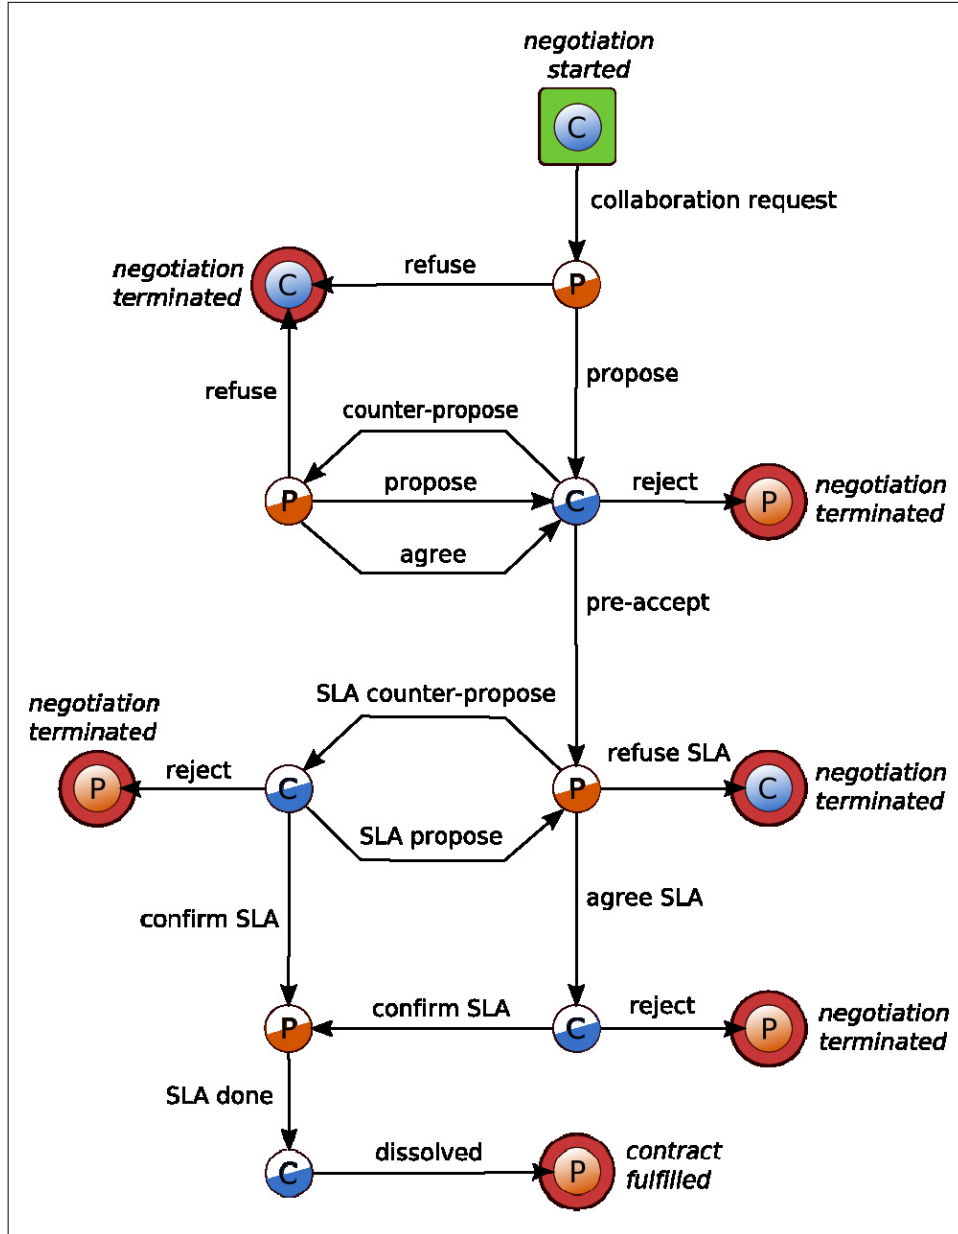 negotiation
started
C
collaboration request
negotiation
terminated
C
refuse
P
refuse
propose
counter-propose
P
propose
C
reject
P
negotiation
terminated
agree
pre-accept
negotiation
terminated
SLA counter-propose
P
reject
C
P
refuse SLA
C
negotiation
terminated
SLA propose
confirm SLA
agree SLA
P
confirm SLA
C
reject
P
negotiation
terminated
SLA done
C
dissolved
P
contract
fulfilled